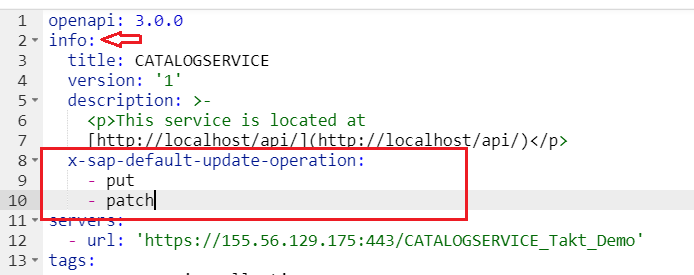 1 openapi: 3.0.0
2 info:
3 title: CATALOGSERVICE
4 version: '1'
5 description: >-
6 <p>This service is located at
7 [http://localhost/api/](http://localhost/api/)</p>
8 x-sap-default-update-operation:
9 - put
10 - patch
11 servers:
12 - url: 'https://155.56.129.175:443/CATALOGSERVICE_Takt_Demo'
13 tags: